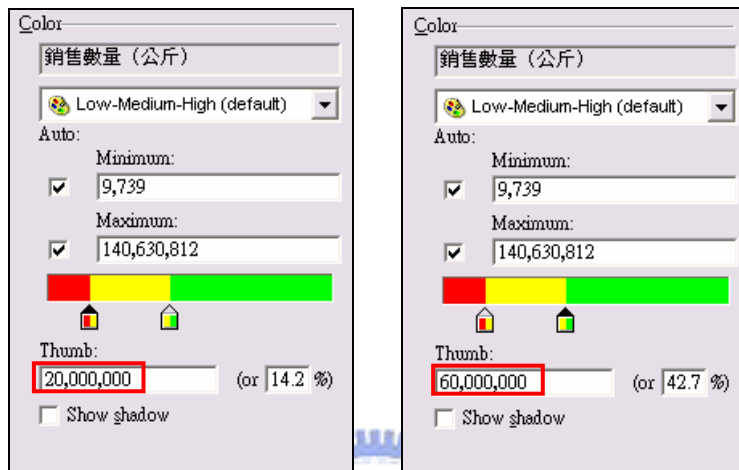 Color
銷售數量（公斤）
Low-Medium-High (default)
Auto:
Minimum:
9,739
Maximum:
140,630,812
Thumb:
20,000,000 (or 14.2 %)
Show shadow
Color
銷售數量（公斤）
Low-Medium-High (default)
Auto:
Minimum:
9,739
Maximum:
140,630,812
Thumb:
60,000,000 (or 42.7 %)
Show shadow